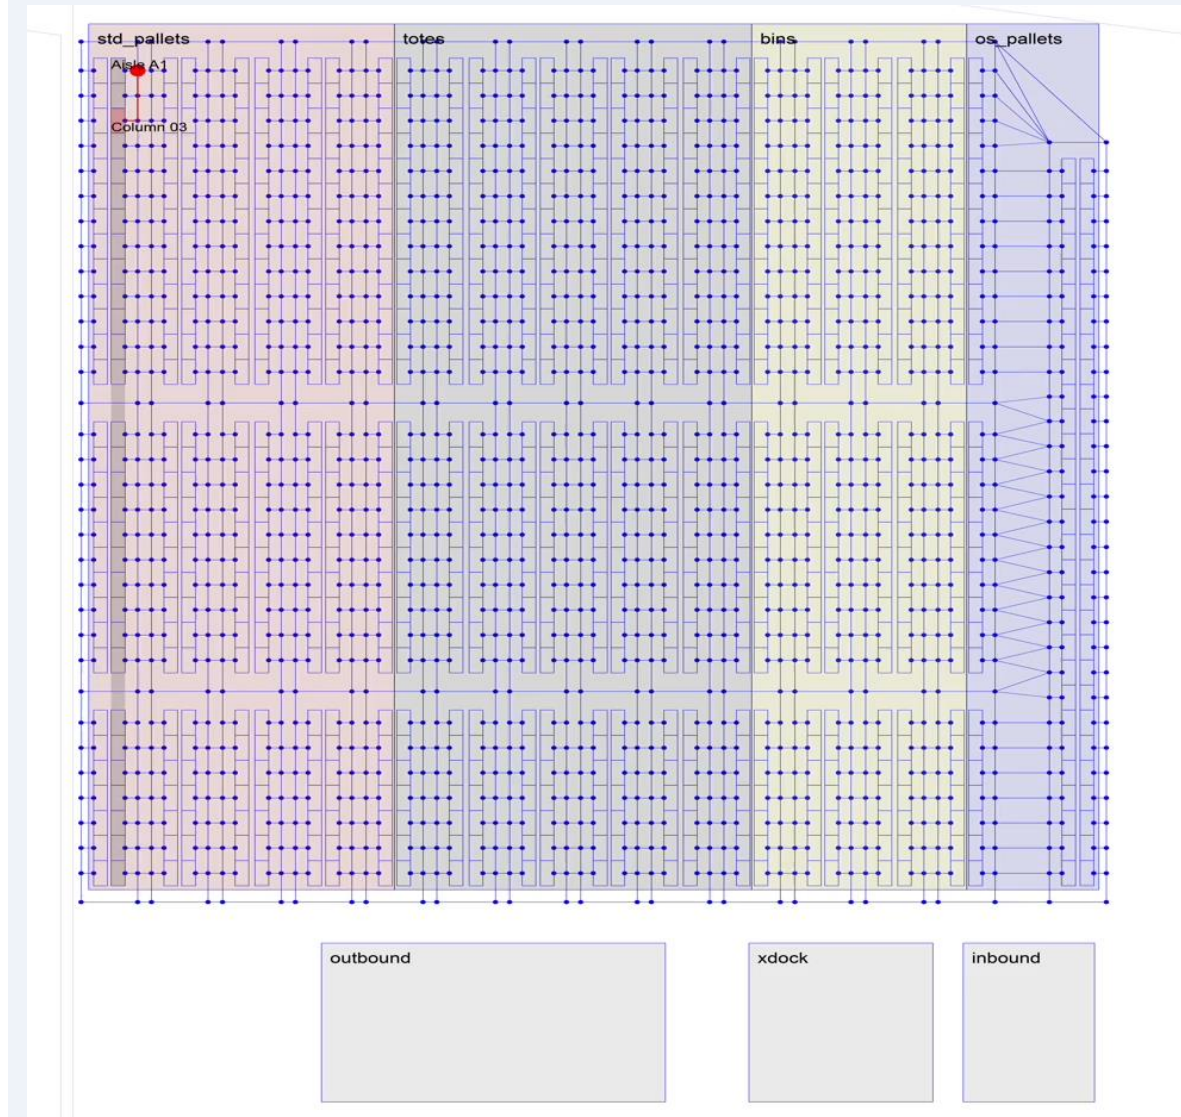 std_pallets
totes
bins
os_pallets
Aisle A1
Column 03
outbound
xdock
inbound